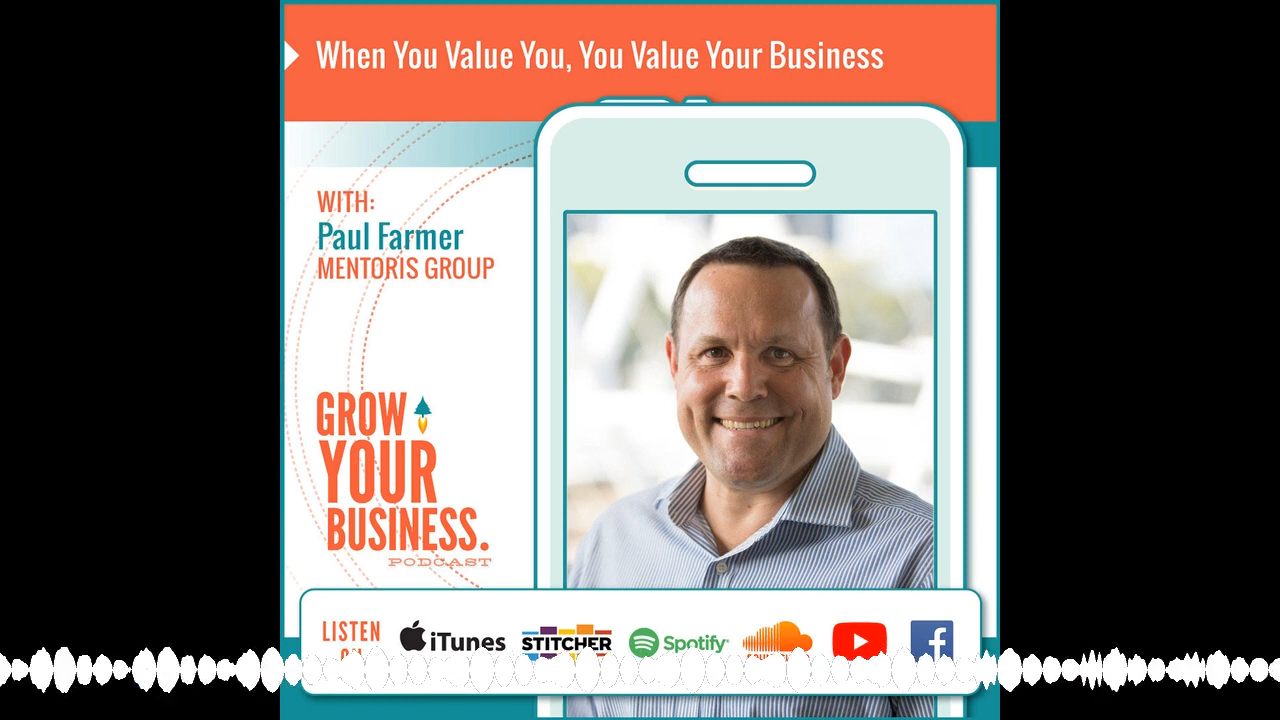 When You Value You, You Value Your Business
WITH:
Paul Farmer
MENTORIS GROUP
GROW
YOUR
BUSINESS.
PODCAST
LISTEN
iTunes
STITCHER
Spotify